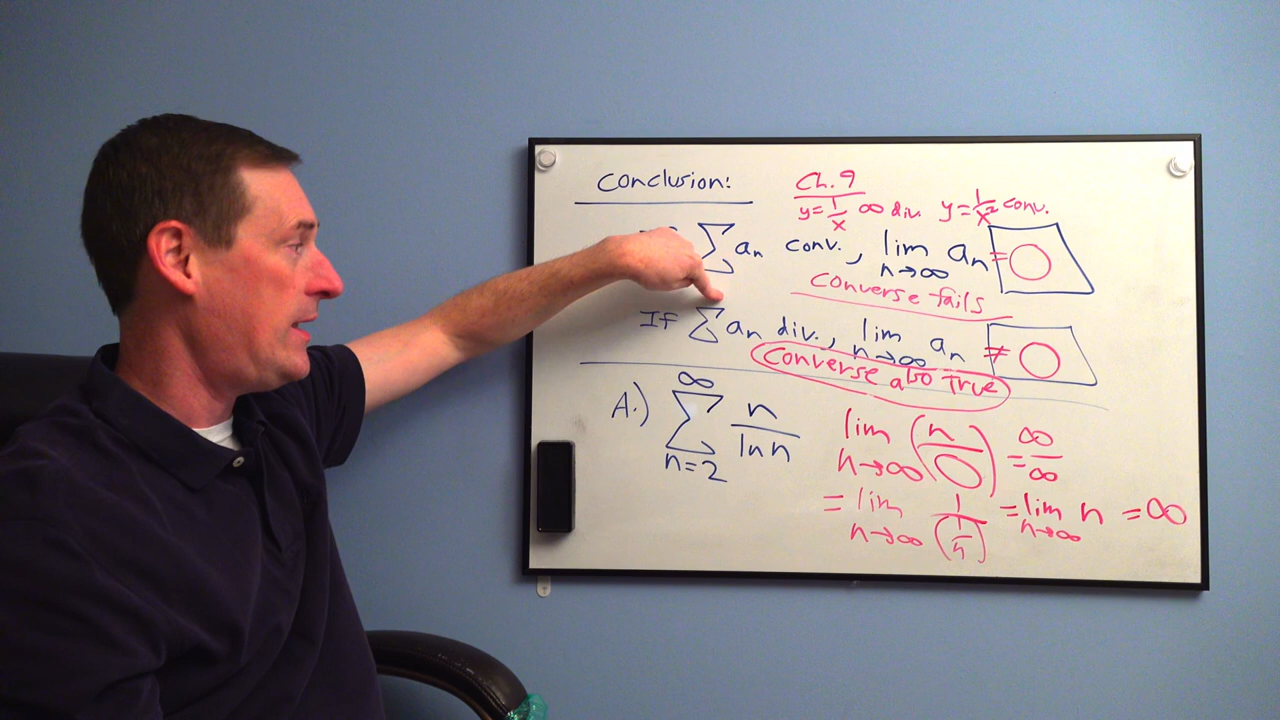 Conclusion:
Ch. 9
y = 1/x ∞ div. y = 1/x² conv.
∑ aₙ conv., lim n→∞ aₙ = 0
Converse fails
If ∑ aₙ div., lim n→∞ aₙ ≠ 0
Converse also True
A.) ∞ ∑ n=2 n/ln n
lim n→∞ (n/0) = ∞/∞
= lim n→∞ 1/(1/n) = lim n→∞ n = ∞